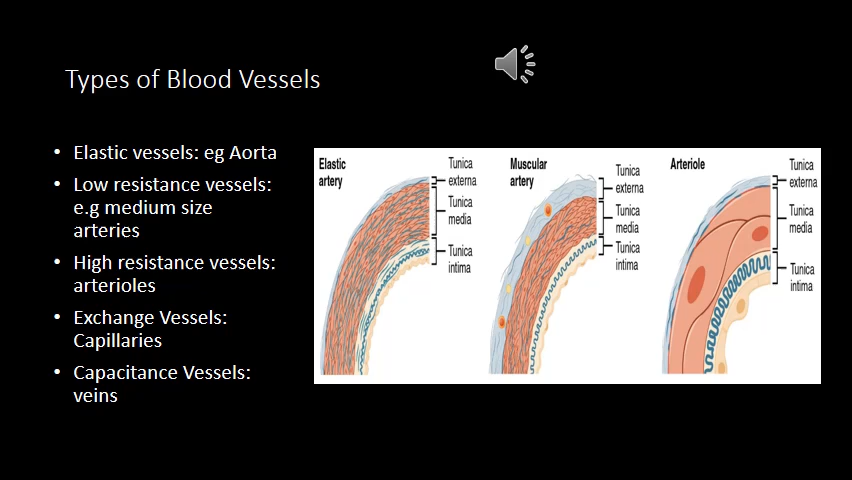 Types of Blood Vessels
• Elastic vessels: eg Aorta
• Low resistance vessels:
e.g medium size
arteries
• High resistance vessels:
arterioles
• Exchange Vessels:
Capillaries
• Capacitance Vessels:
veins
Elastic
artery
Tunica
externa
Tunica
media
Tunica
intima
Muscular
artery
Tunica
externa
Tunica
media
Tunica
intima
Arteriole
Tunica
externa
Tunica
media
Tunica
intima